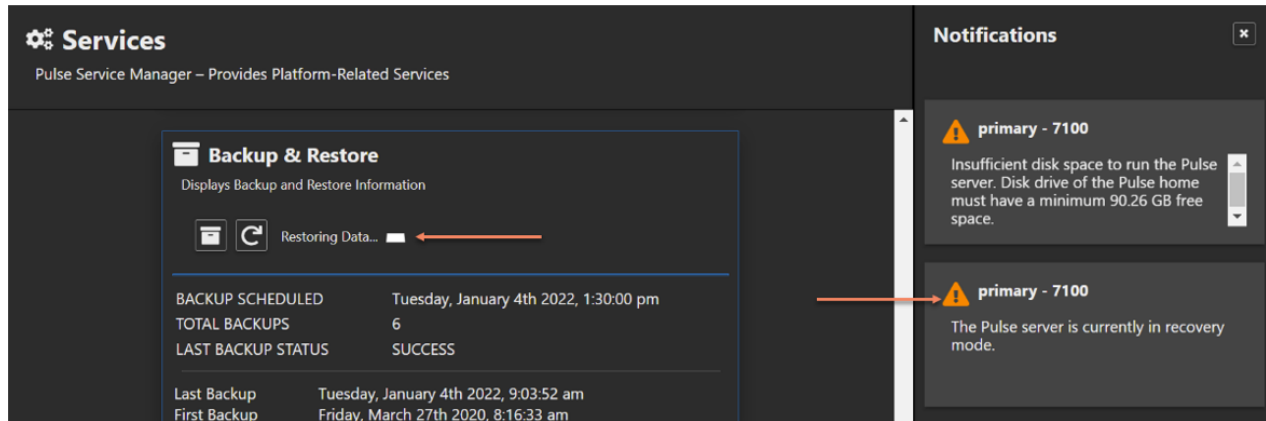 Services
Pulse Service Manager – Provides Platform-Related Services
Backup & Restore
Displays Backup and Restore Information
Restoring Data...
BACKUP SCHEDULED Tuesday, January 4th 2022, 1:30:00 pm
TOTAL BACKUPS 6
LAST BACKUP STATUS SUCCESS
Last Backup Tuesday, January 4th 2022, 9:03:52 am
First Backup Friday, March 27th 2020, 8:16:33 am
Notifications
primary - 7100
Insufficient disk space to run the Pulse
server. Disk drive of the Pulse home
must have a minimum 90.26 GB free
space.
primary - 7100
The Pulse server is currently in recovery
mode.